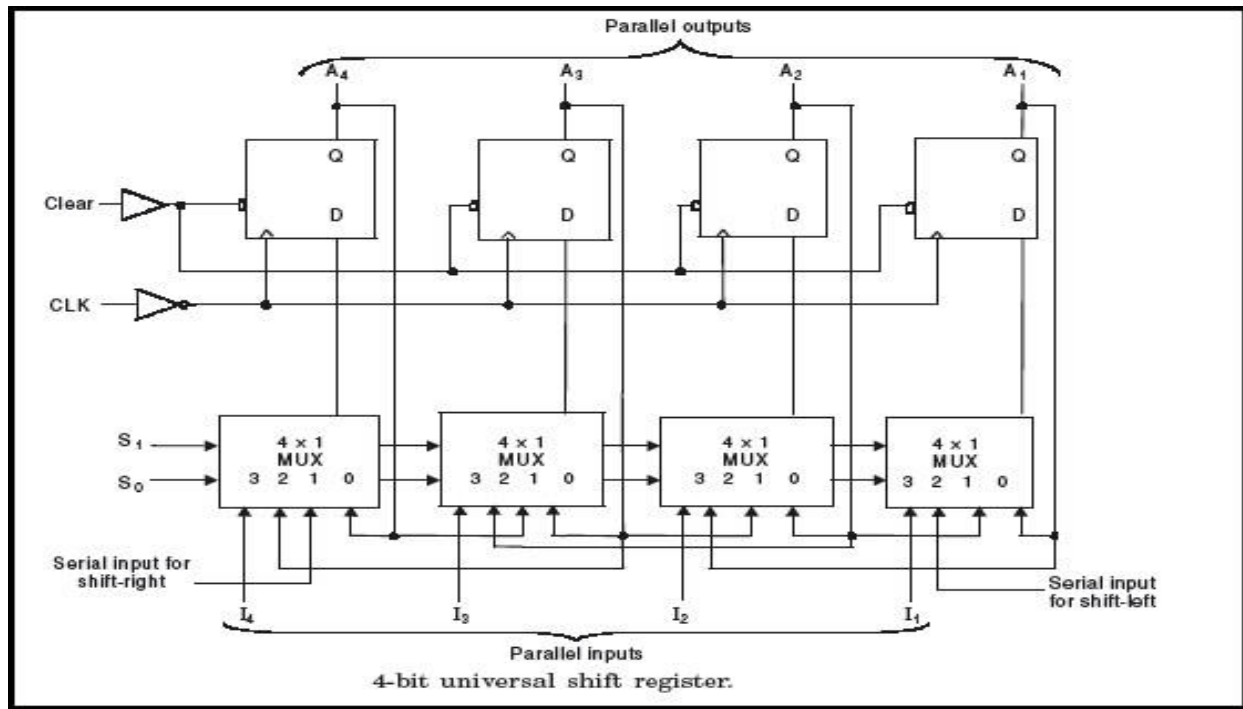 Parallel outputs
A₄ A₃ A₂ A₁
Q Q Q Q
Clear
D D D D
CLK
S₁
4 × 1 4 × 1 4 × 1 4 × 1
MUX MUX MUX MUX
S₀
3 2 1 0 3 2 1 0 3 2 1 0 3 2 1 0
Serial input for
shift-right
Serial input
for shift-left
I₄ I₃ I₂ I₁
Parallel inputs
4-bit universal shift register.